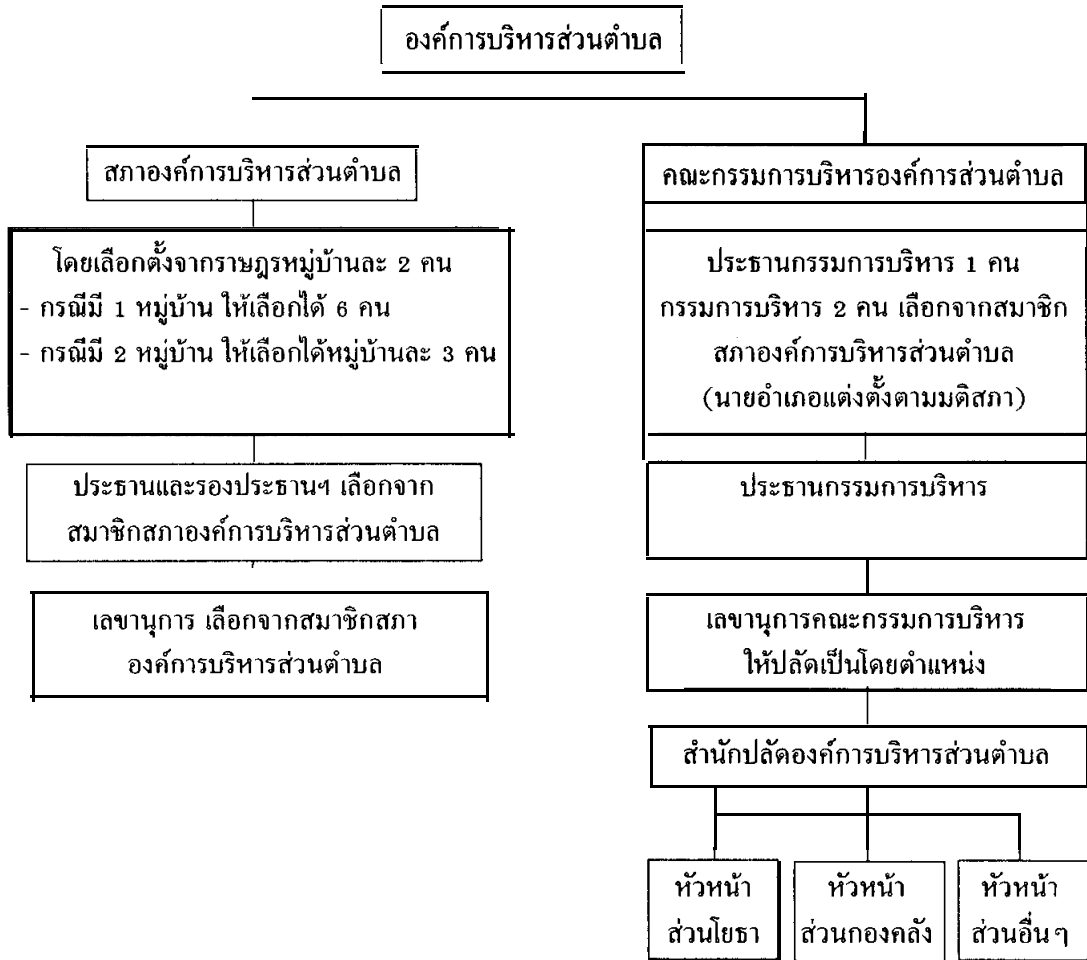 องค์การบริหารส่วนตำบล
สภาองค์การบริหารส่วนตำบล
โดยเลือกตั้งจากราษฎรหมู่บ้านละ 2 คน
- กรณีมี 1 หมู่บ้าน ให้เลือกได้ 6 คน
- กรณีมี 2 หมู่บ้าน ให้เลือกได้หมู่บ้านละ 3 คน
ประธานและรองประธานฯ เลือกจาก
สมาชิกสภาองค์การบริหารส่วนตำบล
เลขานุการ เลือกจากสมาชิกสภา
องค์การบริหารส่วนตำบล
คณะกรรมการบริหารองค์การส่วนตำบล
ประธานกรรมการบริหาร 1 คน
กรรมการบริหาร 2 คน เลือกจากสมาชิก
สภาองค์การบริหารส่วนตำบล
(นายอำเภอแต่งตั้งตามมติสภา)
ประธานกรรมการบริหาร
เลขานุการคณะกรรมการบริหาร
ให้ปลัดเป็นโดยตำแหน่ง
สำนักปลัดองค์การบริหารส่วนตำบล
หัวหน้า
ส่วนโยธา
หัวหน้า
ส่วนกองคลัง
หัวหน้า
ส่วนอื่นๆ